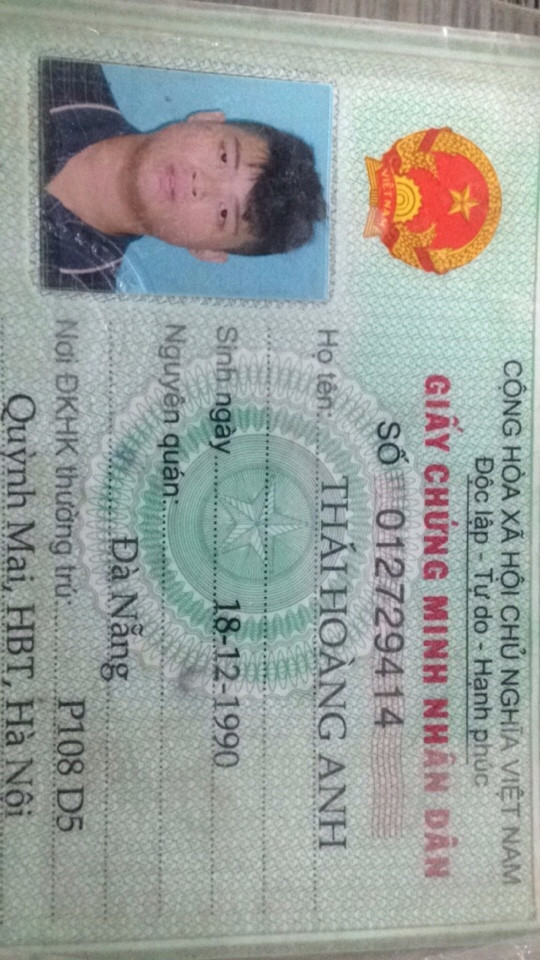 CỘNG HÒA XÃ HỘI CHỦ NGHĨA VIỆT NAM
Độc lập - Tự do - Hạnh phúc
GIẤY CHỨNG MINH NHÂN DÂN
SỐ 012729414
Họ tên: THÁI HOÀNG ANH
Sinh ngày 18-12-1990
Nguyên quán:
Đà Nẵng
Nơi ĐKHK thường trú: P108 D5
Quỳnh Mai, HBT, Hà Nội
VIỆT NAM